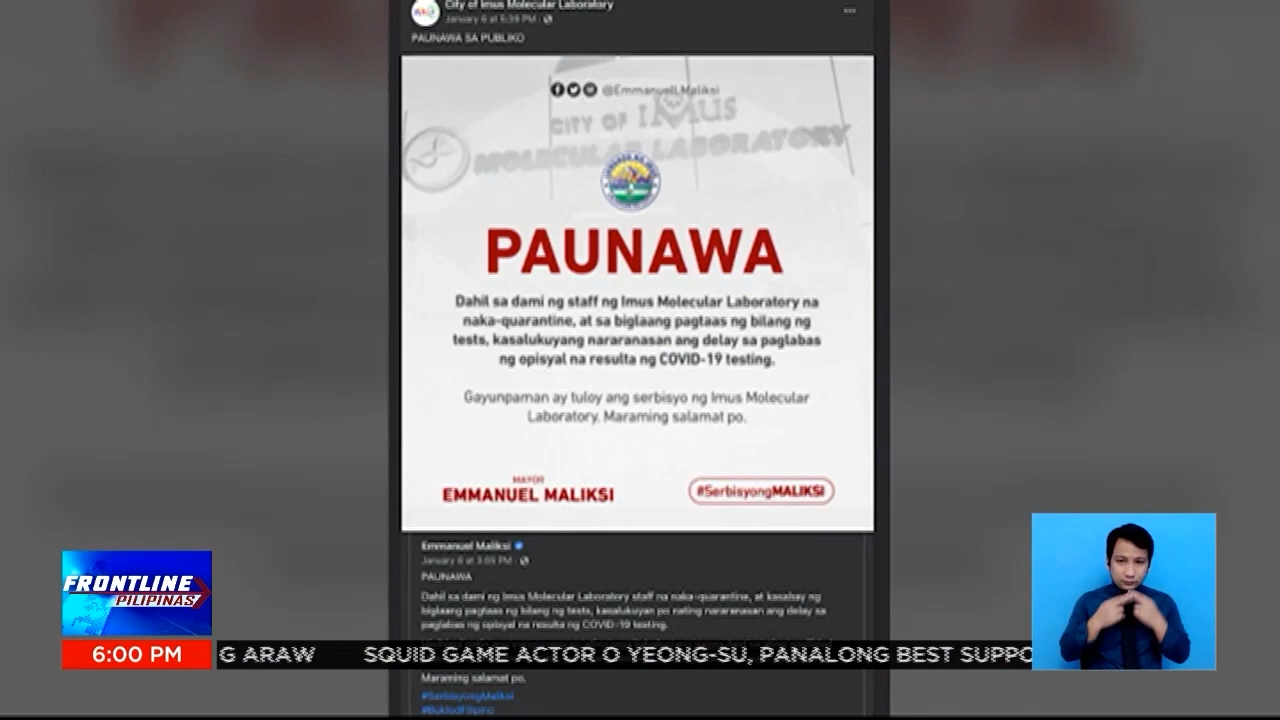 City of Imus Molecular Laboratory
January 6 at 5:39 PM
PAUNAWA SA PUBLIKO
@EmmanuelLMaliksi
CITY OF IMUS
MOLECULAR LABORATORY
PAUNAWA
Dahil sa dami ng staff ng Imus Molecular Laboratory na
naka-quarantine, at sa biglaang pagtaas ng bilang ng
tests, kasalukuyang nararanasan ang delay sa paglabas
ng opisyal na resulta ng COVID-19 testing.
Gayunpaman ay tuloy ang serbisyo ng Imus Molecular
Laboratory. Maraming salamat po.
MAYOR
EMMANUEL MALIKSI
#SerbisyongMALIKSI
Emmanuel Maliksi
January 6 at 3:05 PM
PAUNAWA
Dahil sa dami ng Imus Molecular Laboratory staff na naka-quarantine, at kasabay ng
biglaang pagtaas ng bilang ng tests, kasalukuyan po nating nararanasan ang delay sa
paglabas ng opisyal na resulta ng COVID-19 testing.
Maraming salamat po.
#SerbisyongMaliksi
#BuklodFilipino
FRONTLINE
PILIPINAS
6:00 PM
G ARAW SQUID GAME ACTOR O YEONG-SU, PANALONG BEST SUPPO